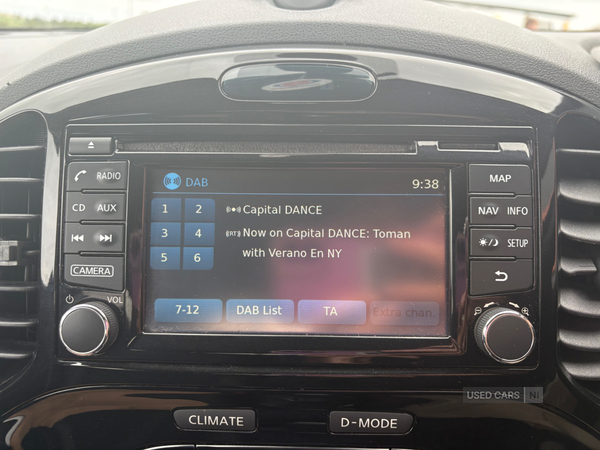 DAB 9:38
1 2 Capital DANCE
3 4 Now on Capital DANCE: Toman
5 6 with Verano En NY
7-12 DAB List TA Extra chan.
RADIO
CD AUX
CAMERA
VOL
MAP
NAV INFO
SETUP
CLIMATE D-MODE
USED CARS NI